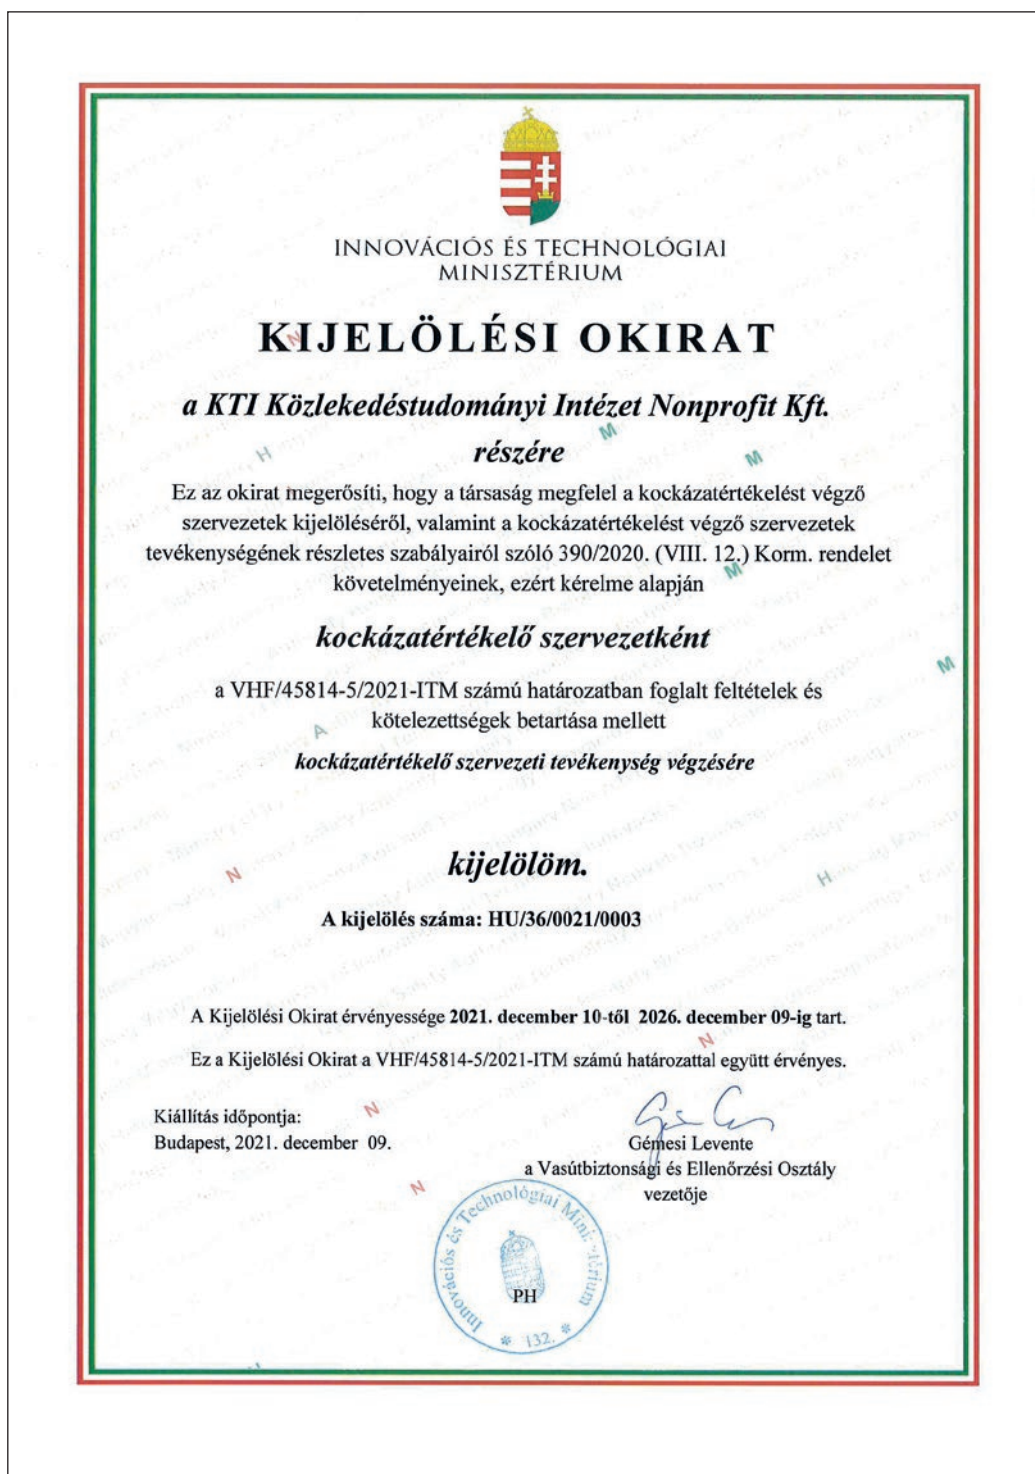 INNOVÁCIÓS ÉS TECHNOLÓGIAI
MINISZTÉRIUM
KIJELÖLÉSI OKIRAT
a KTI Közlekedéstudományi Intézet Nonprofit Kft.
részére
Ez az okirat megerősíti, hogy a társaság megfelel a kockázatértékelést végző
szervezetek kijelöléséről, valamint a kockázatértékelést végző szervezetek
tevékenységének részletes szabályairól szóló 390/2020. (VIII. 12.) Korm. rendelet
követelményeinek, ezért kérelme alapján
kockázatértékelő szervezetként
a VHF/45814-5/2021-ITM számú határozatban foglalt feltételek és
kötelezettségek betartása mellett
kockázatértékelő szervezeti tevékenység végzésére
kijelölöm.
A kijelölés száma: HU/36/0021/0003
A Kijelölési Okirat érvényessége 2021. december 10-től 2026. december 09-ig tart.
Ez a Kijelölési Okirat a VHF/45814-5/2021-ITM számú határozattal együtt érvényes.
Kiállítás időpontja:
Budapest, 2021. december 09.
Gémesi Levente
a Vasútbiztonsági és Ellenőrzési Osztály
vezetője
Innovációs és Technológiai Minisztérium
PH
* 132. *